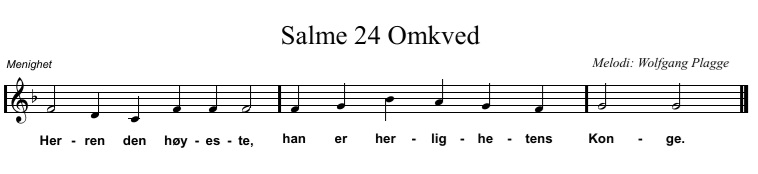 Salme 24 Omkved
Menighet Melodi: Wolfgang Plagge
Her - ren den høy - es - te, han er her - lig - he - tens Kon - ge.